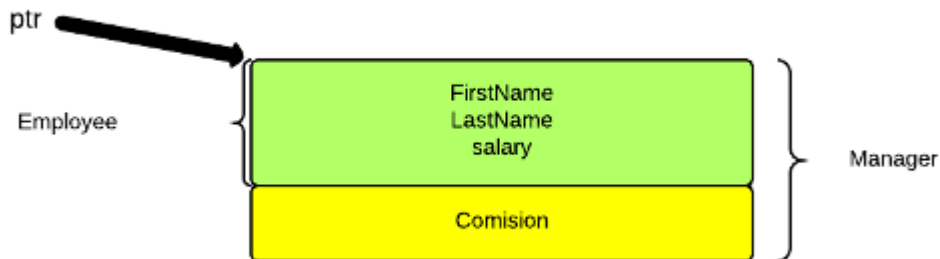 ptr
Employee
FirstName
LastName
salary
Comision
Manager